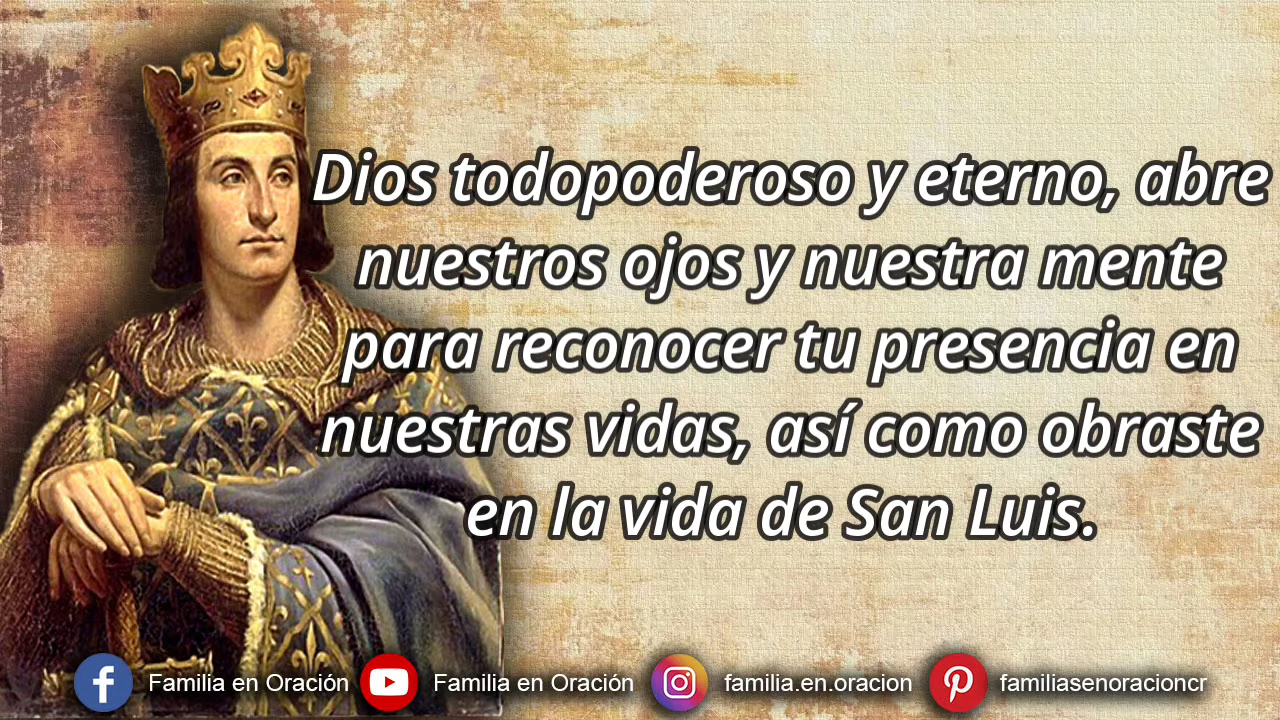 Dios todopoderoso y eterno, abre
nuestros ojos y nuestra mente
para reconocer tu presencia en
nuestras vidas, así como obraste
en la vida de San Luis.
Familia en Oración
Familia en Oración
familia.en.oracion
familiasenoracioncr